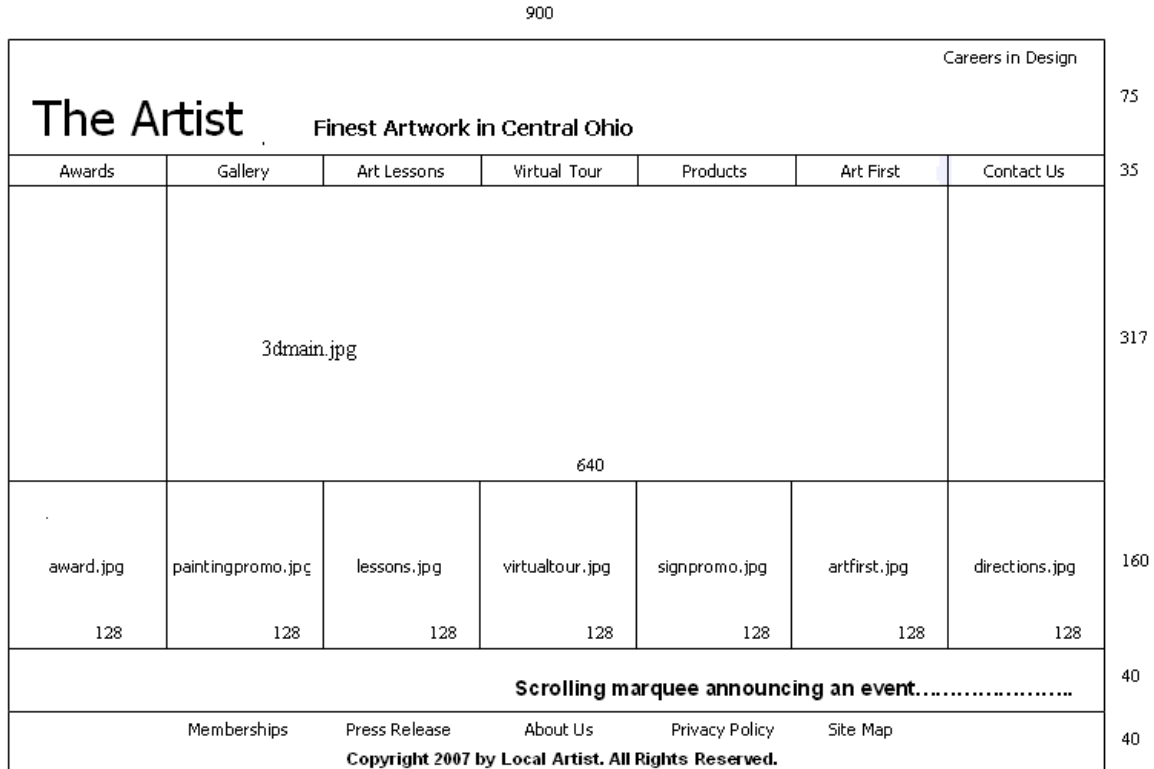 900
Careers in Design
75
The Artist Finest Artwork in Central Ohio
Awards Gallery Art Lessons Virtual Tour Products Art First Contact Us 35
317
3dmain.jpg
640
award.jpg paintingpromo.jpg lessons.jpg virtualtour.jpg signpromo.jpg artfirst.jpg directions.jpg 160
128 128 128 128 128 128 128
40
Scrolling marquee announcing an event……………………..
Memberships Press Release About Us Privacy Policy Site Map
40
Copyright 2007 by Local Artist. All Rights Reserved.